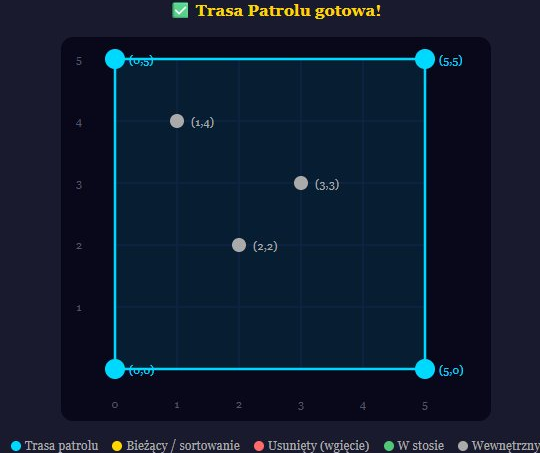 ✅ Trasa Patrolu gotowa!
5 (0,5) (5,5)
4 (1,4)
3 (3,3)
2 (2,2)
1
(0,0) (5,0)
0 1 2 3 4 5
Trasa patrolu Bieżący / sortowanie Usunięty (wgięcie) W stosie Wewnętrzny